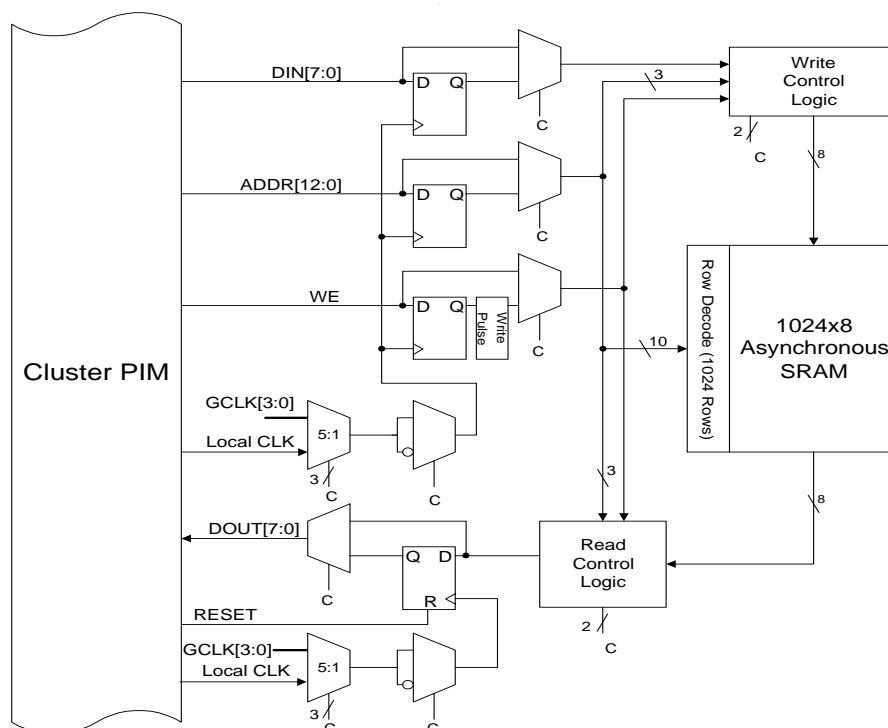 DIN[7:0]
D Q
C
3
Write
Control
Logic
2
C
8
ADDR[12:0]
D Q
C
WE
D Q
Write
Pulse
C
10
Row Decode (1024 Rows)
1024x8
Asynchronous
SRAM
Cluster PIM
GCLK[3:0]
Local CLK
5:1
3
C
C
3
8
DOUT[7:0]
C
Q D
R
Read
Control
Logic
2
C
RESET
GCLK[3:0]
Local CLK
5:1
3
C
C